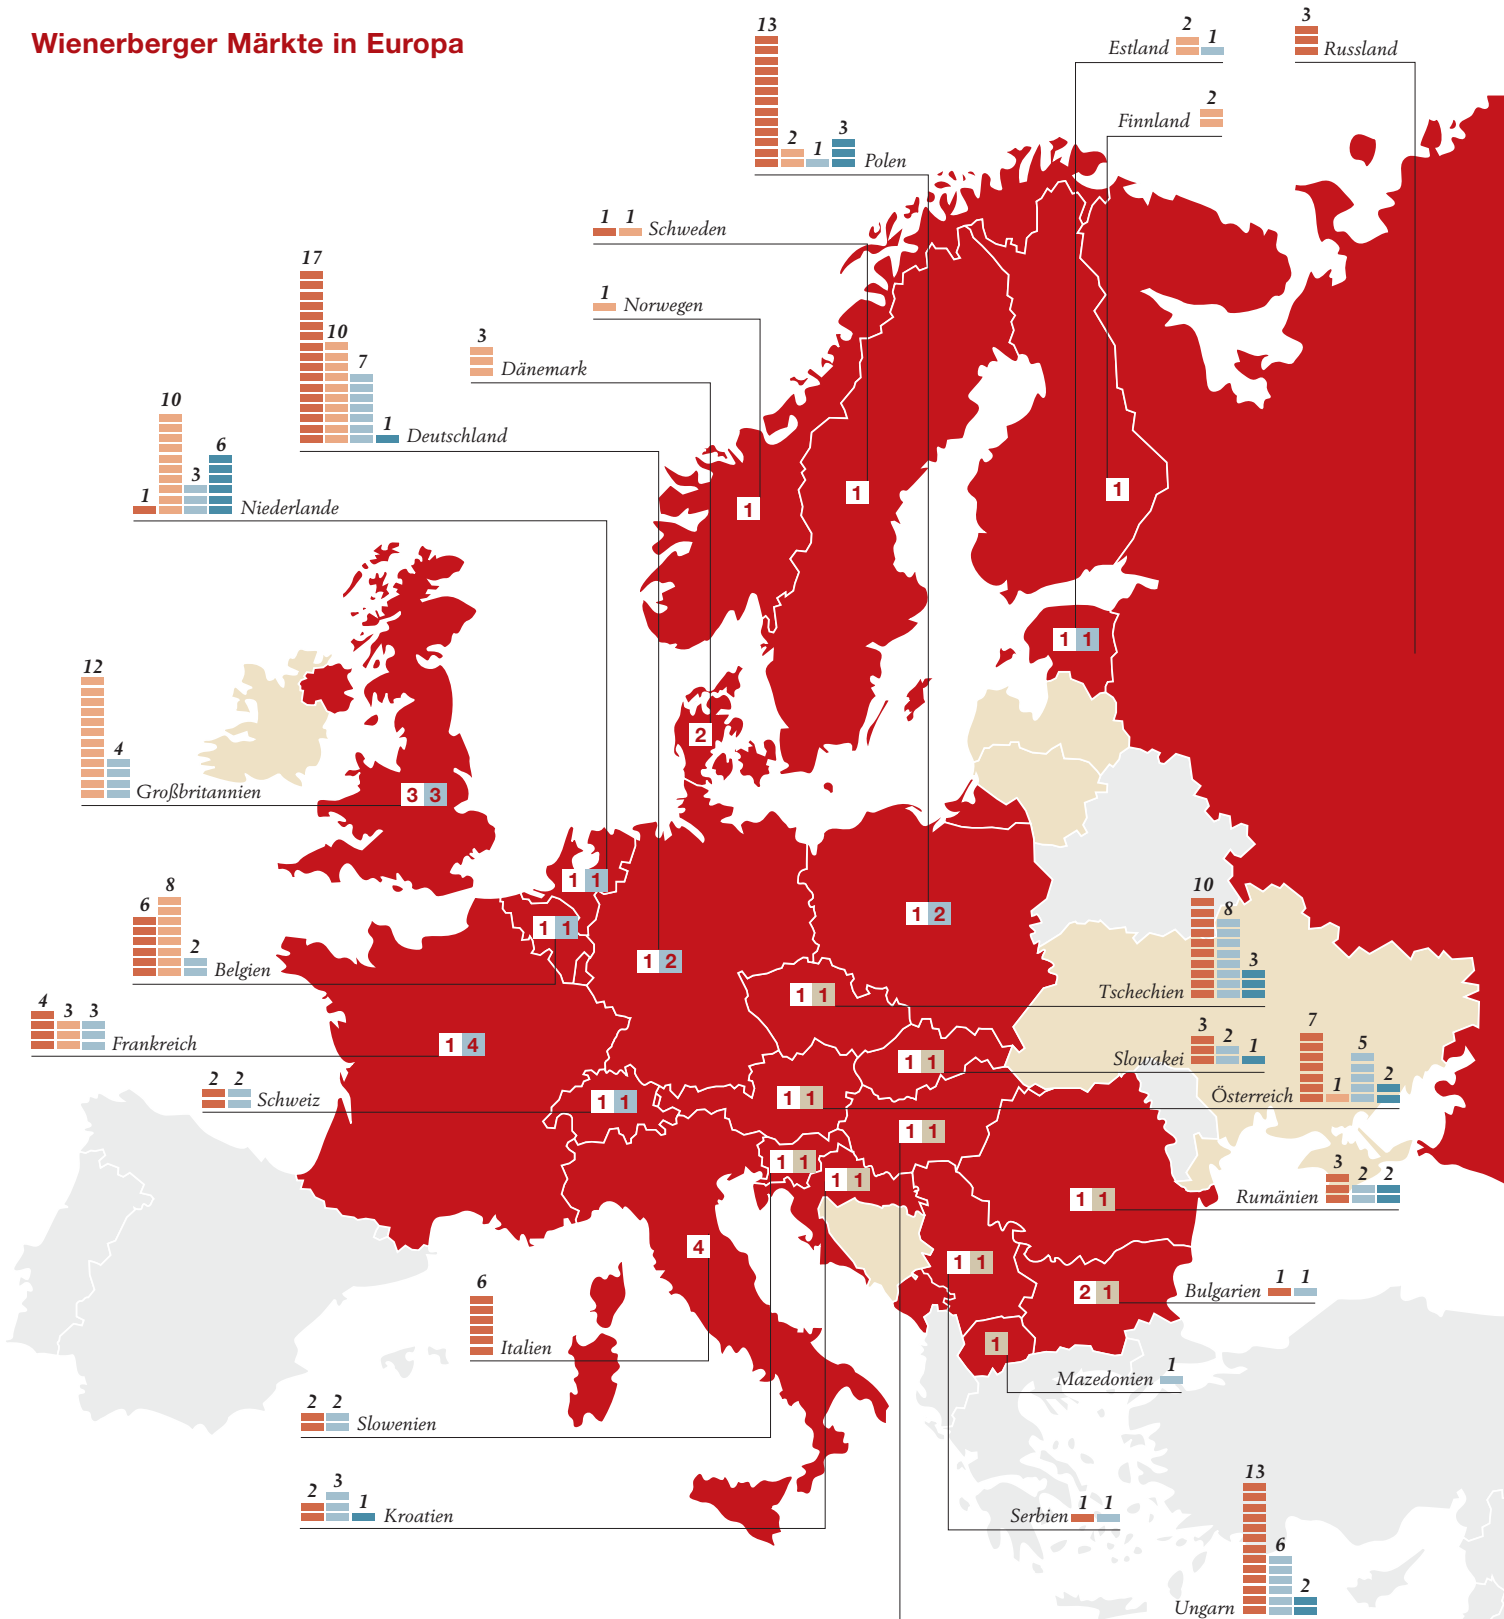 Wienerberger Märkte in Europa
13 2 1 3 Polen
2 1 Estland
3 Russland
2 Finnland
1 1 Schweden
1 Norwegen
3 Dänemark
17 10 7 1 Deutschland
1 10 3 6 Niederlande
12 4 Großbritannien
6 8 2 Belgien
4 3 3 Frankreich
2 2 Schweiz
6 Italien
2 2 Slowenien
2 3 1 Kroatien
10 8 3 Tschechien
3 2 1 Slowakei
7 1 5 2 Österreich
3 2 2 Rumänien
1 1 Bulgarien
1 Mazedonien
1 1 Serbien
13 6 2 Ungarn
1
1
1
1 1
2
3 3
1 1
1 1
1 2
1 2
1 1
1 4
1 1
1 1
1 1
1 1
1 1
1 1
1 1
4
1 1
2 1
1